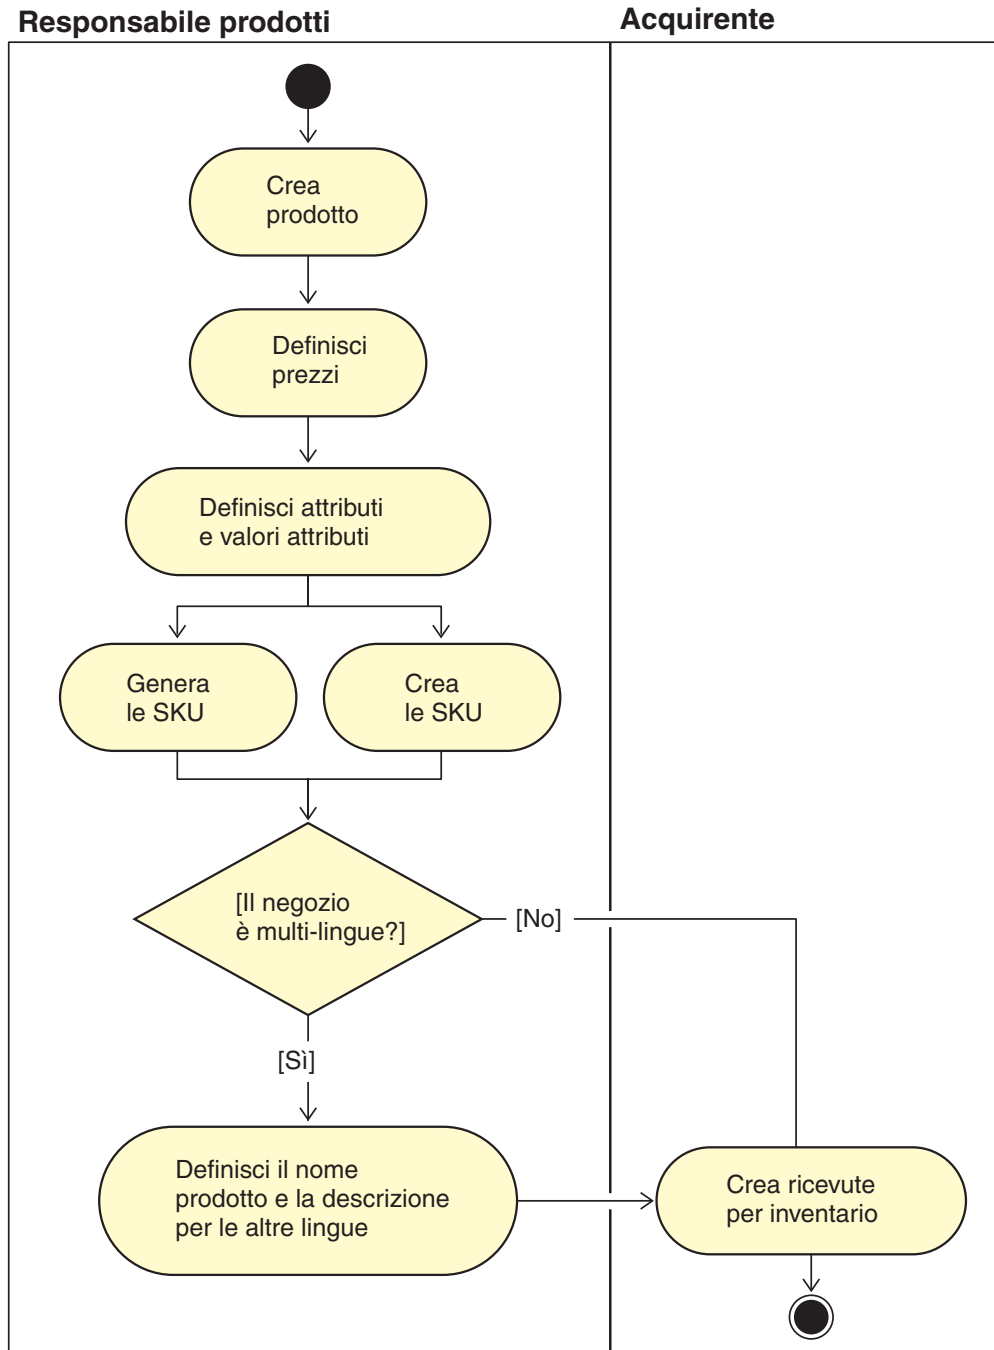 Responsabile prodotti
Acquirente
Crea
prodotto
Definisci
prezzi
Definisci attributi
e valori attributi
Genera
le SKU
Crea
le SKU
[Il negozio
è multi-lingue?]
[No]
[Sì]
Definisci il nome
prodotto e la descrizione
per le altre lingue
Crea ricevute
per inventario